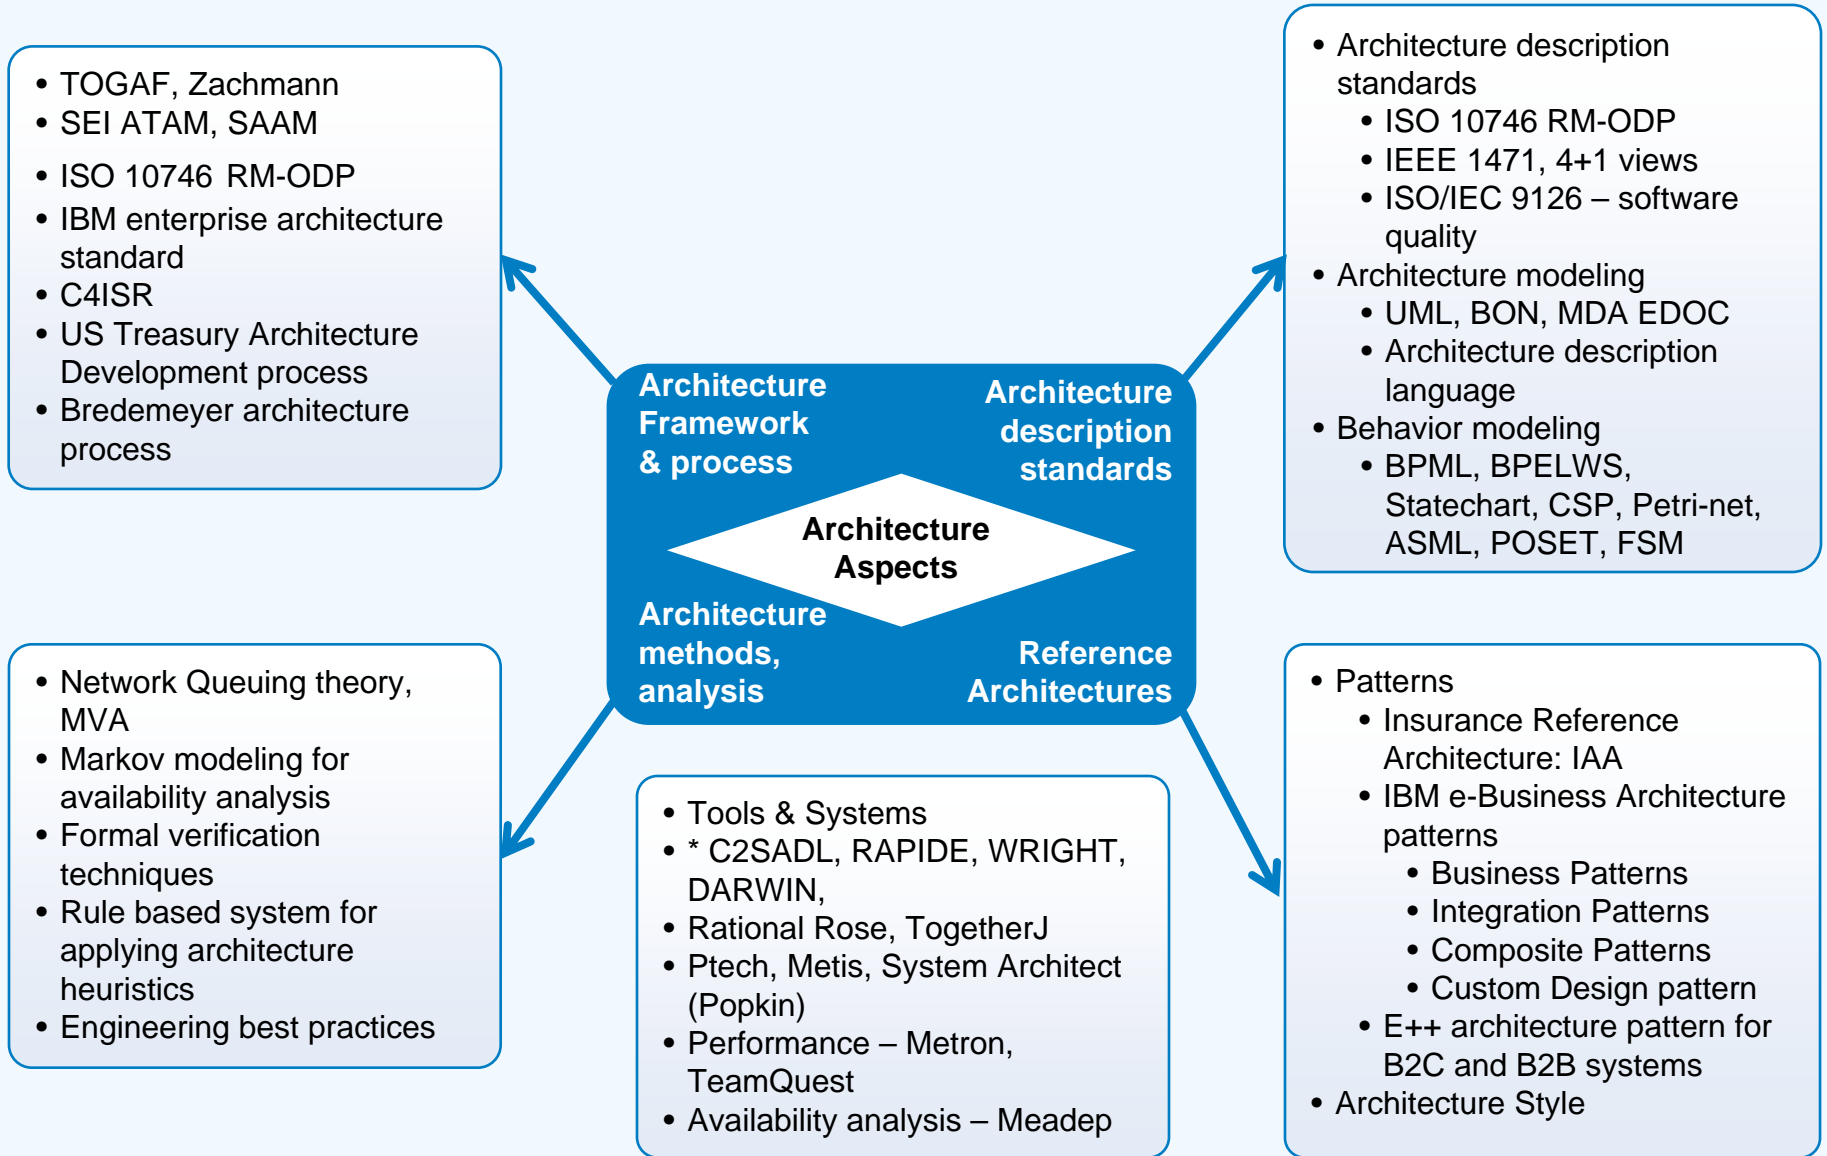 • TOGAF, Zachmann
• SEI ATAM, SAAM
• ISO 10746 RM-ODP
• IBM enterprise architecture
standard
• C4ISR
• US Treasury Architecture
Development process
• Bredemeyer architecture
process
• Architecture description
standards
• ISO 10746 RM-ODP
• IEEE 1471, 4+1 views
• ISO/IEC 9126 – software
quality
• Architecture modeling
• UML, BON, MDA EDOC
• Architecture description
language
• Behavior modeling
• BPML, BPELWS,
Statechart, CSP, Petri-net,
ASML, POSET, FSM
Architecture
Framework
& process
Architecture
description
standards
Architecture
Aspects
Architecture
methods,
analysis
Reference
Architectures
• Network Queuing theory,
MVA
• Markov modeling for
availability analysis
• Formal verification
techniques
• Rule based system for
applying architecture
heuristics
• Engineering best practices
• Tools & Systems
• * C2SADL, RAPIDE, WRIGHT,
DARWIN,
• Rational Rose, TogetherJ
• Ptech, Metis, System Architect
(Popkin)
• Performance – Metron,
TeamQuest
• Availability analysis – Meadep
• Patterns
• Insurance Reference
Architecture: IAA
• IBM e-Business Architecture
patterns
• Business Patterns
• Integration Patterns
• Composite Patterns
• Custom Design pattern
• E++ architecture pattern for
B2C and B2B systems
• Architecture Style